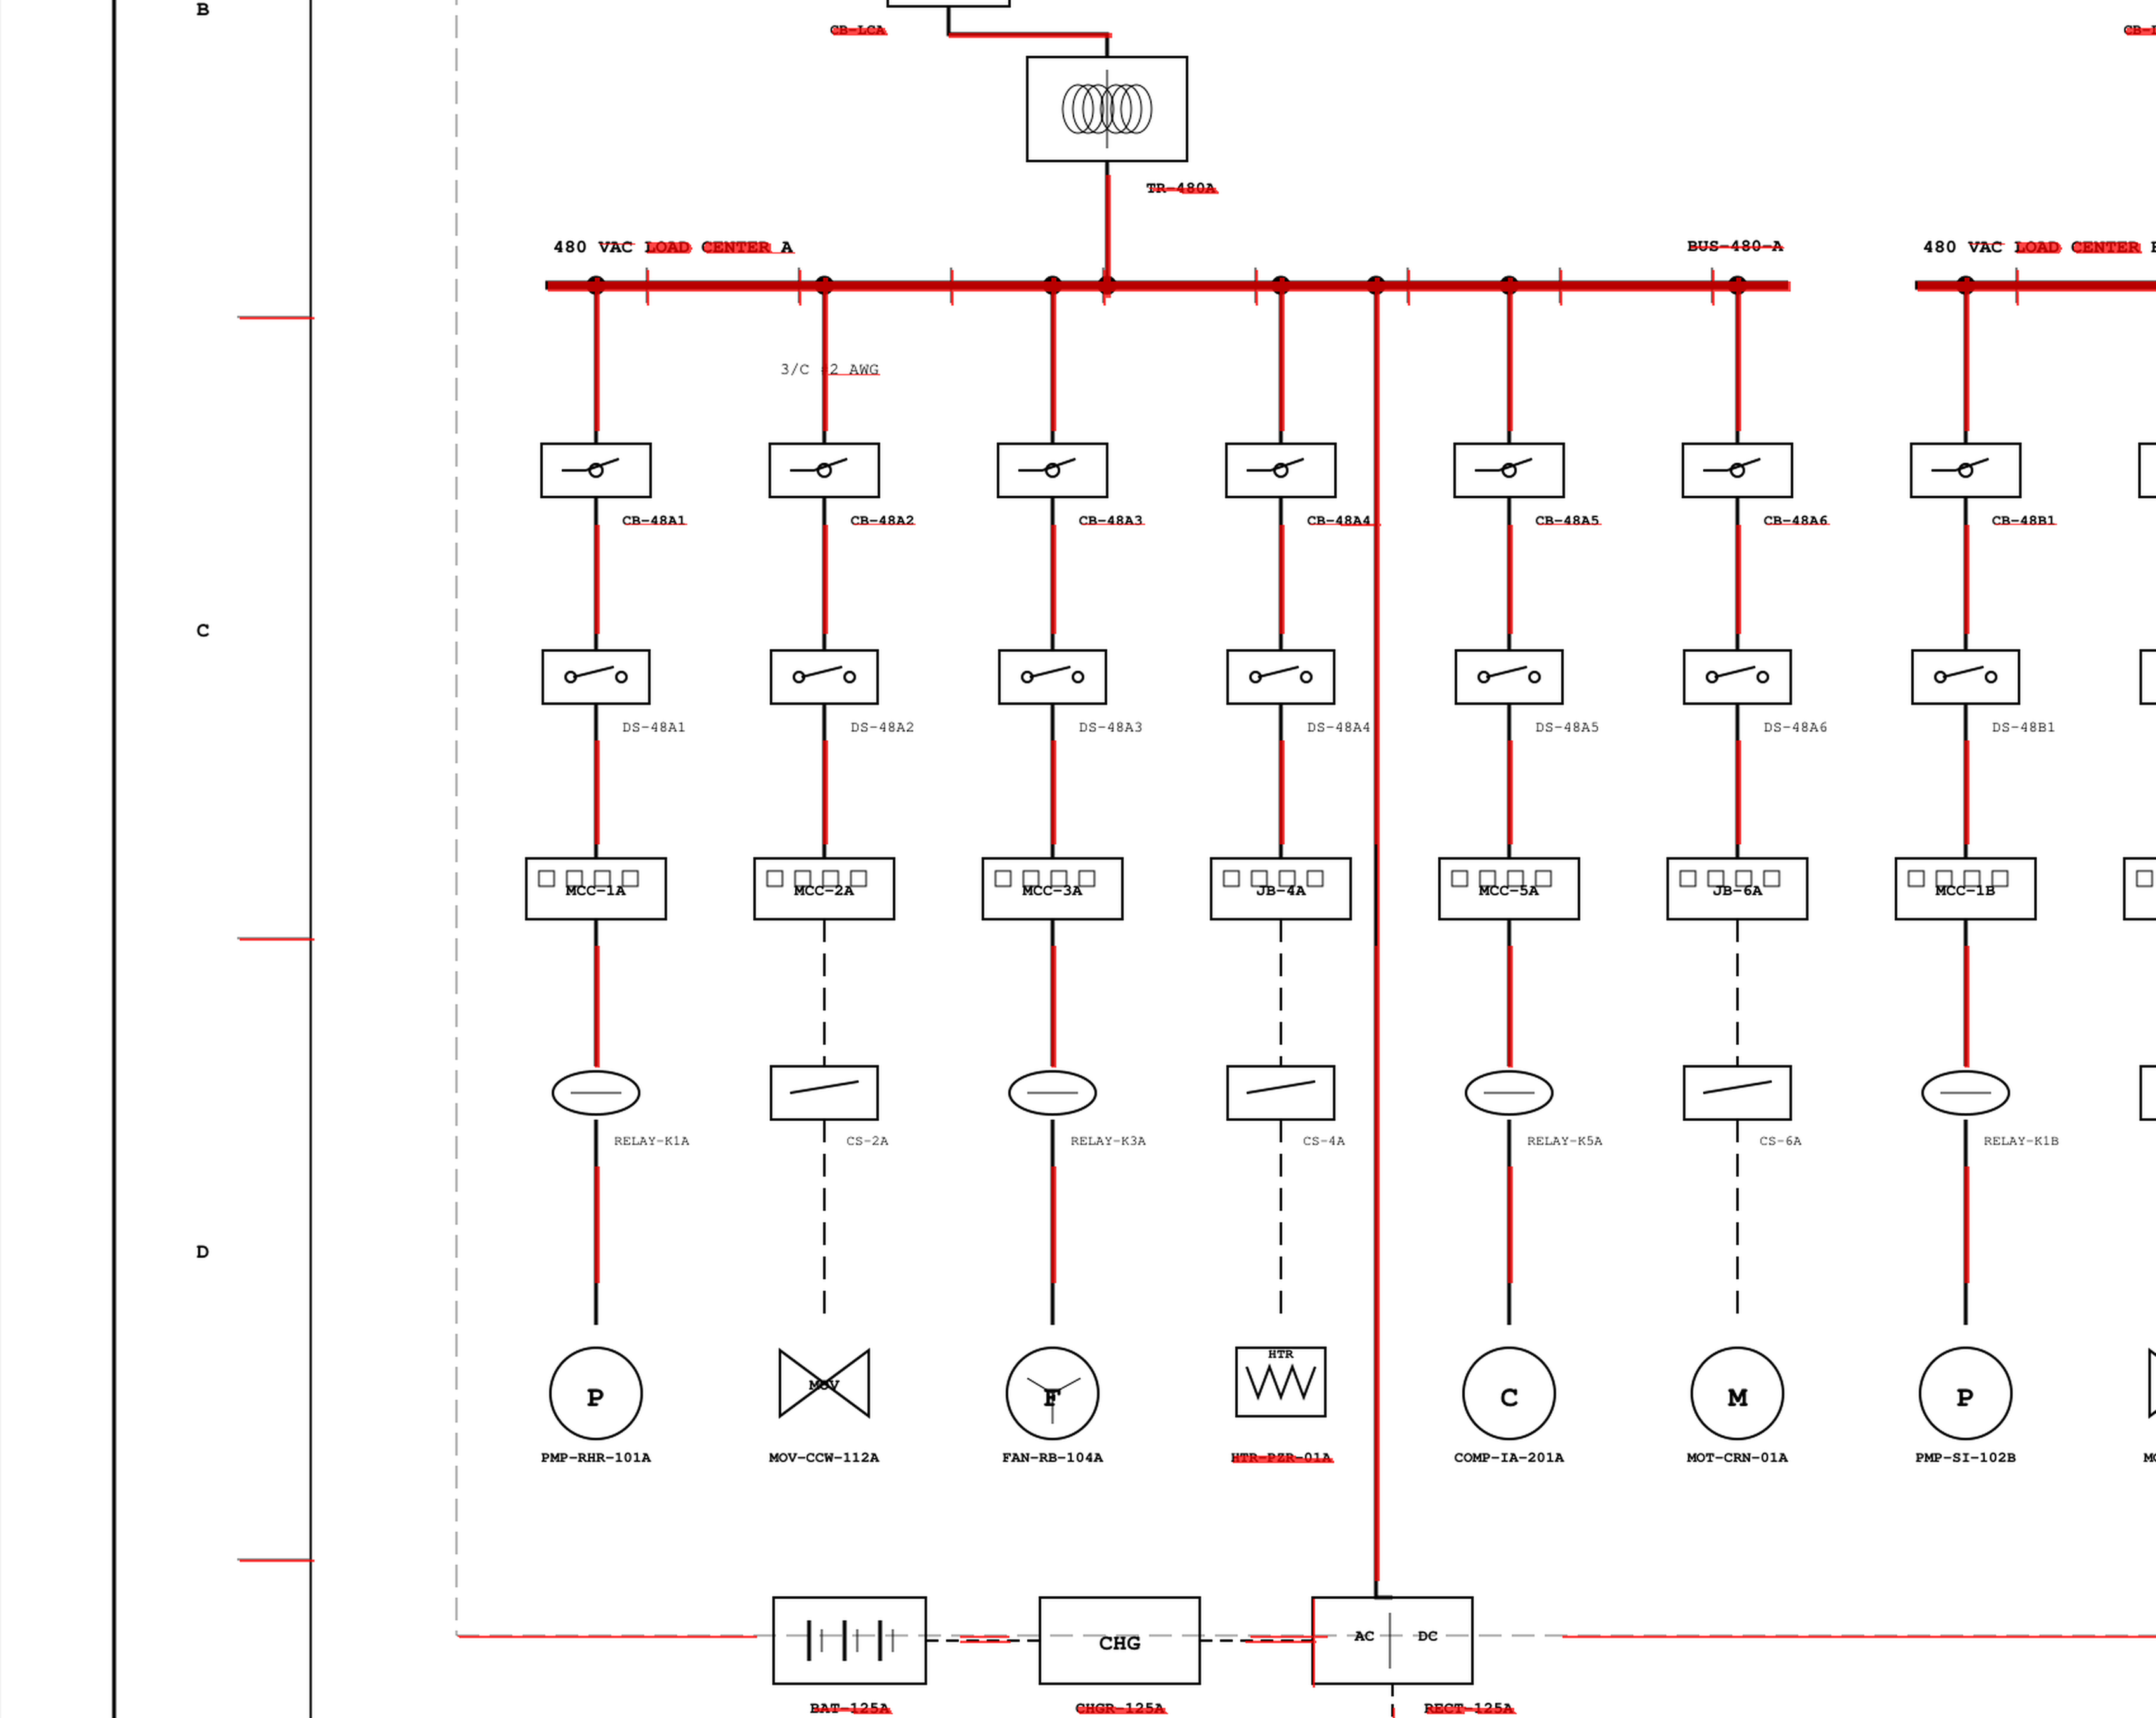 B
CB-LCA
TR-480A
480 VAC LOAD CENTER A
BUS-480-A
480 VAC LOAD CENTER
3/C 2 AWG
CB-48A1
CB-48A2
CB-48A3
CB-48A4
CB-48A5
CB-48A6
CB-48B1
C
DS-48A1
DS-48A2
DS-48A3
DS-48A4
DS-48A5
DS-48A6
DS-48B1
MCC-1A
MCC-2A
MCC-3A
JB-4A
MCC-5A
JB-6A
MCC-1B
RELAY-K1A
CS-2A
RELAY-K3A
CS-4A
RELAY-K5A
CS-6A
RELAY-K1B
D
HTR
P
MOV
F
C
M
P
PMP-RHR-101A
MOV-CCW-112A
FAN-RB-104A
HTR-PZR-01A
COMP-IA-201A
MOT-CRN-01A
PMP-SI-102B
CHG
AC
DC
BAT-125A
CHGR-125A
RECT-125A